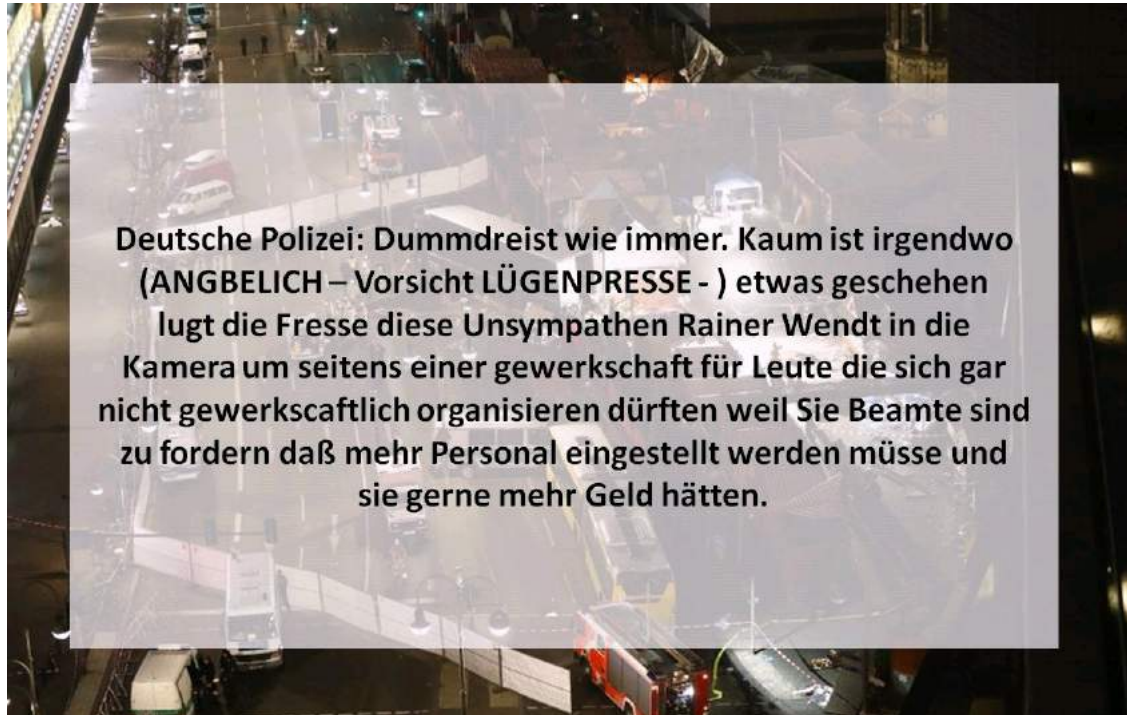 Deutsche Polizei: Dummdreist wie immer. Kaum ist irgendwo
(ANGBELICH – Vorsicht LÜGENPRESSE - ) etwas geschehen
lugt die Fresse diese Unsympathen Rainer Wendt in die
Kamera um seitens einer gewerkschaft für Leute die sich gar
nicht gewerkscaftlich organisieren dürften weil Sie Beamte sind
zu fordern daß mehr Personal eingestellt werden müsse und
sie gerne mehr Geld hätten.